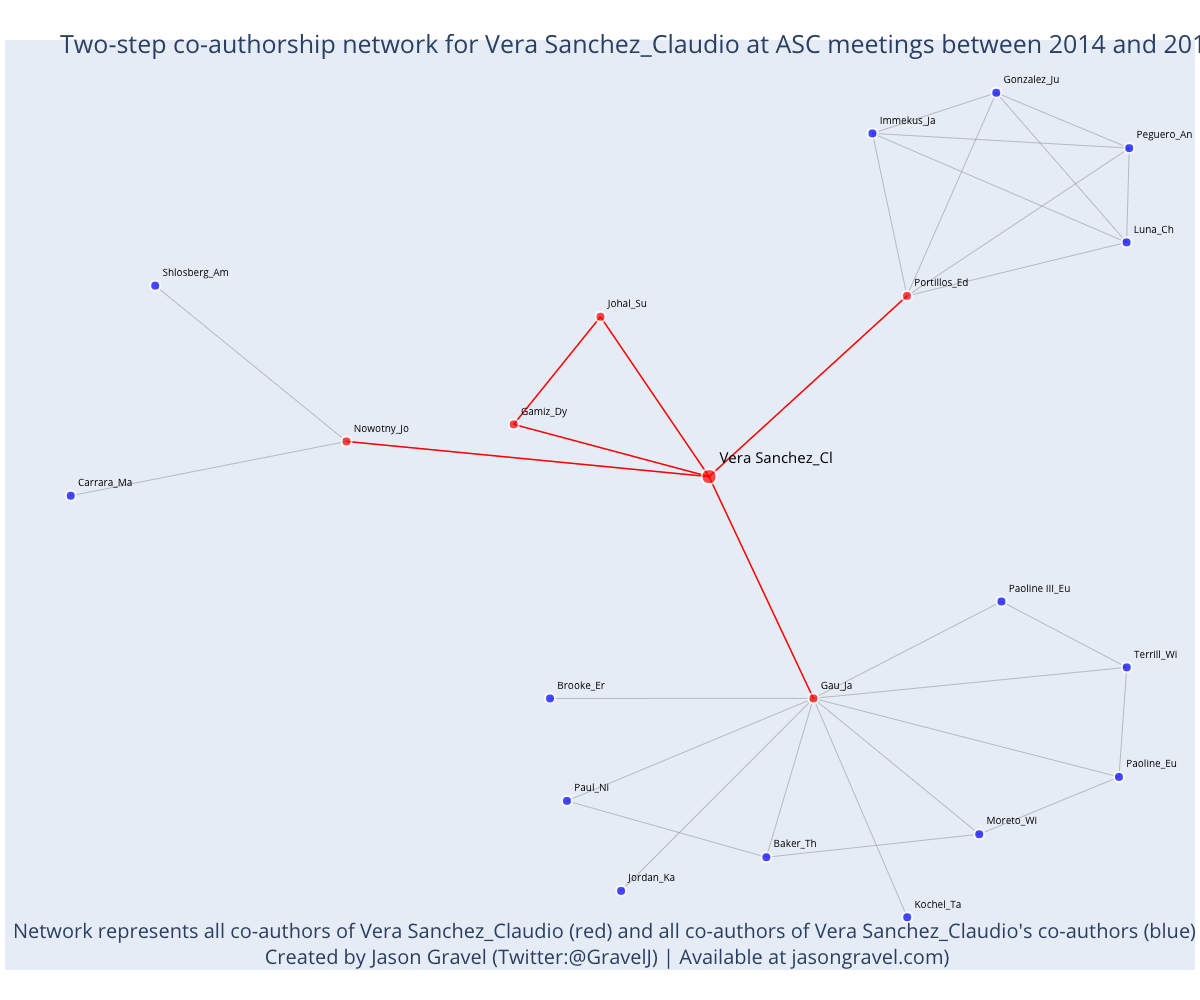 Two-step co-authorship network for Vera Sanchez_Claudio at ASC meetings between 2014 and 201
Gonzalez_Ju
Immekus_Ja
Peguero_An
Luna_Ch
Shlosberg_Am
Portillos_Ed
Johal_Su
Gamiz_Dy
Nowotny_Jo
Vera Sanchez_Cl
Carrara_Ma
Paoline III_Eu
Terrill_Wi
Brooke_Er
Gau_Ja
Paoline_Eu
Paul_Ni
Moreto_Wi
Baker_Th
Jordan_Ka
Kochel_Ta
Network represents all co-authors of Vera Sanchez_Claudio (red) and all co-authors of Vera Sanchez_Claudio's co-authors (blue)
Created by Jason Gravel (Twitter:@GravelJ) | Available at jasongravel.com)